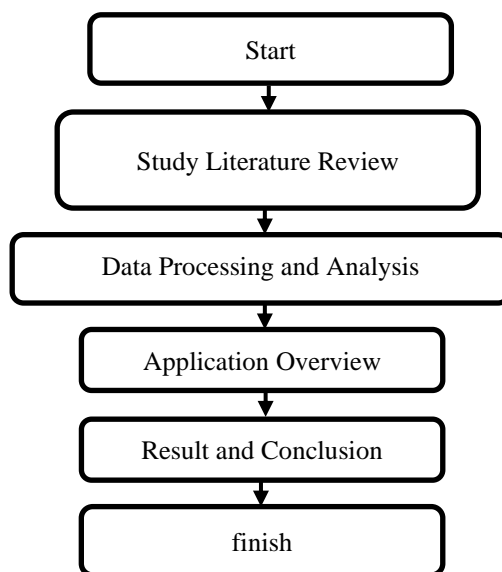 Start
Study Literature Review
Data Processing and Analysis
Application Overview
Result and Conclusion
finish